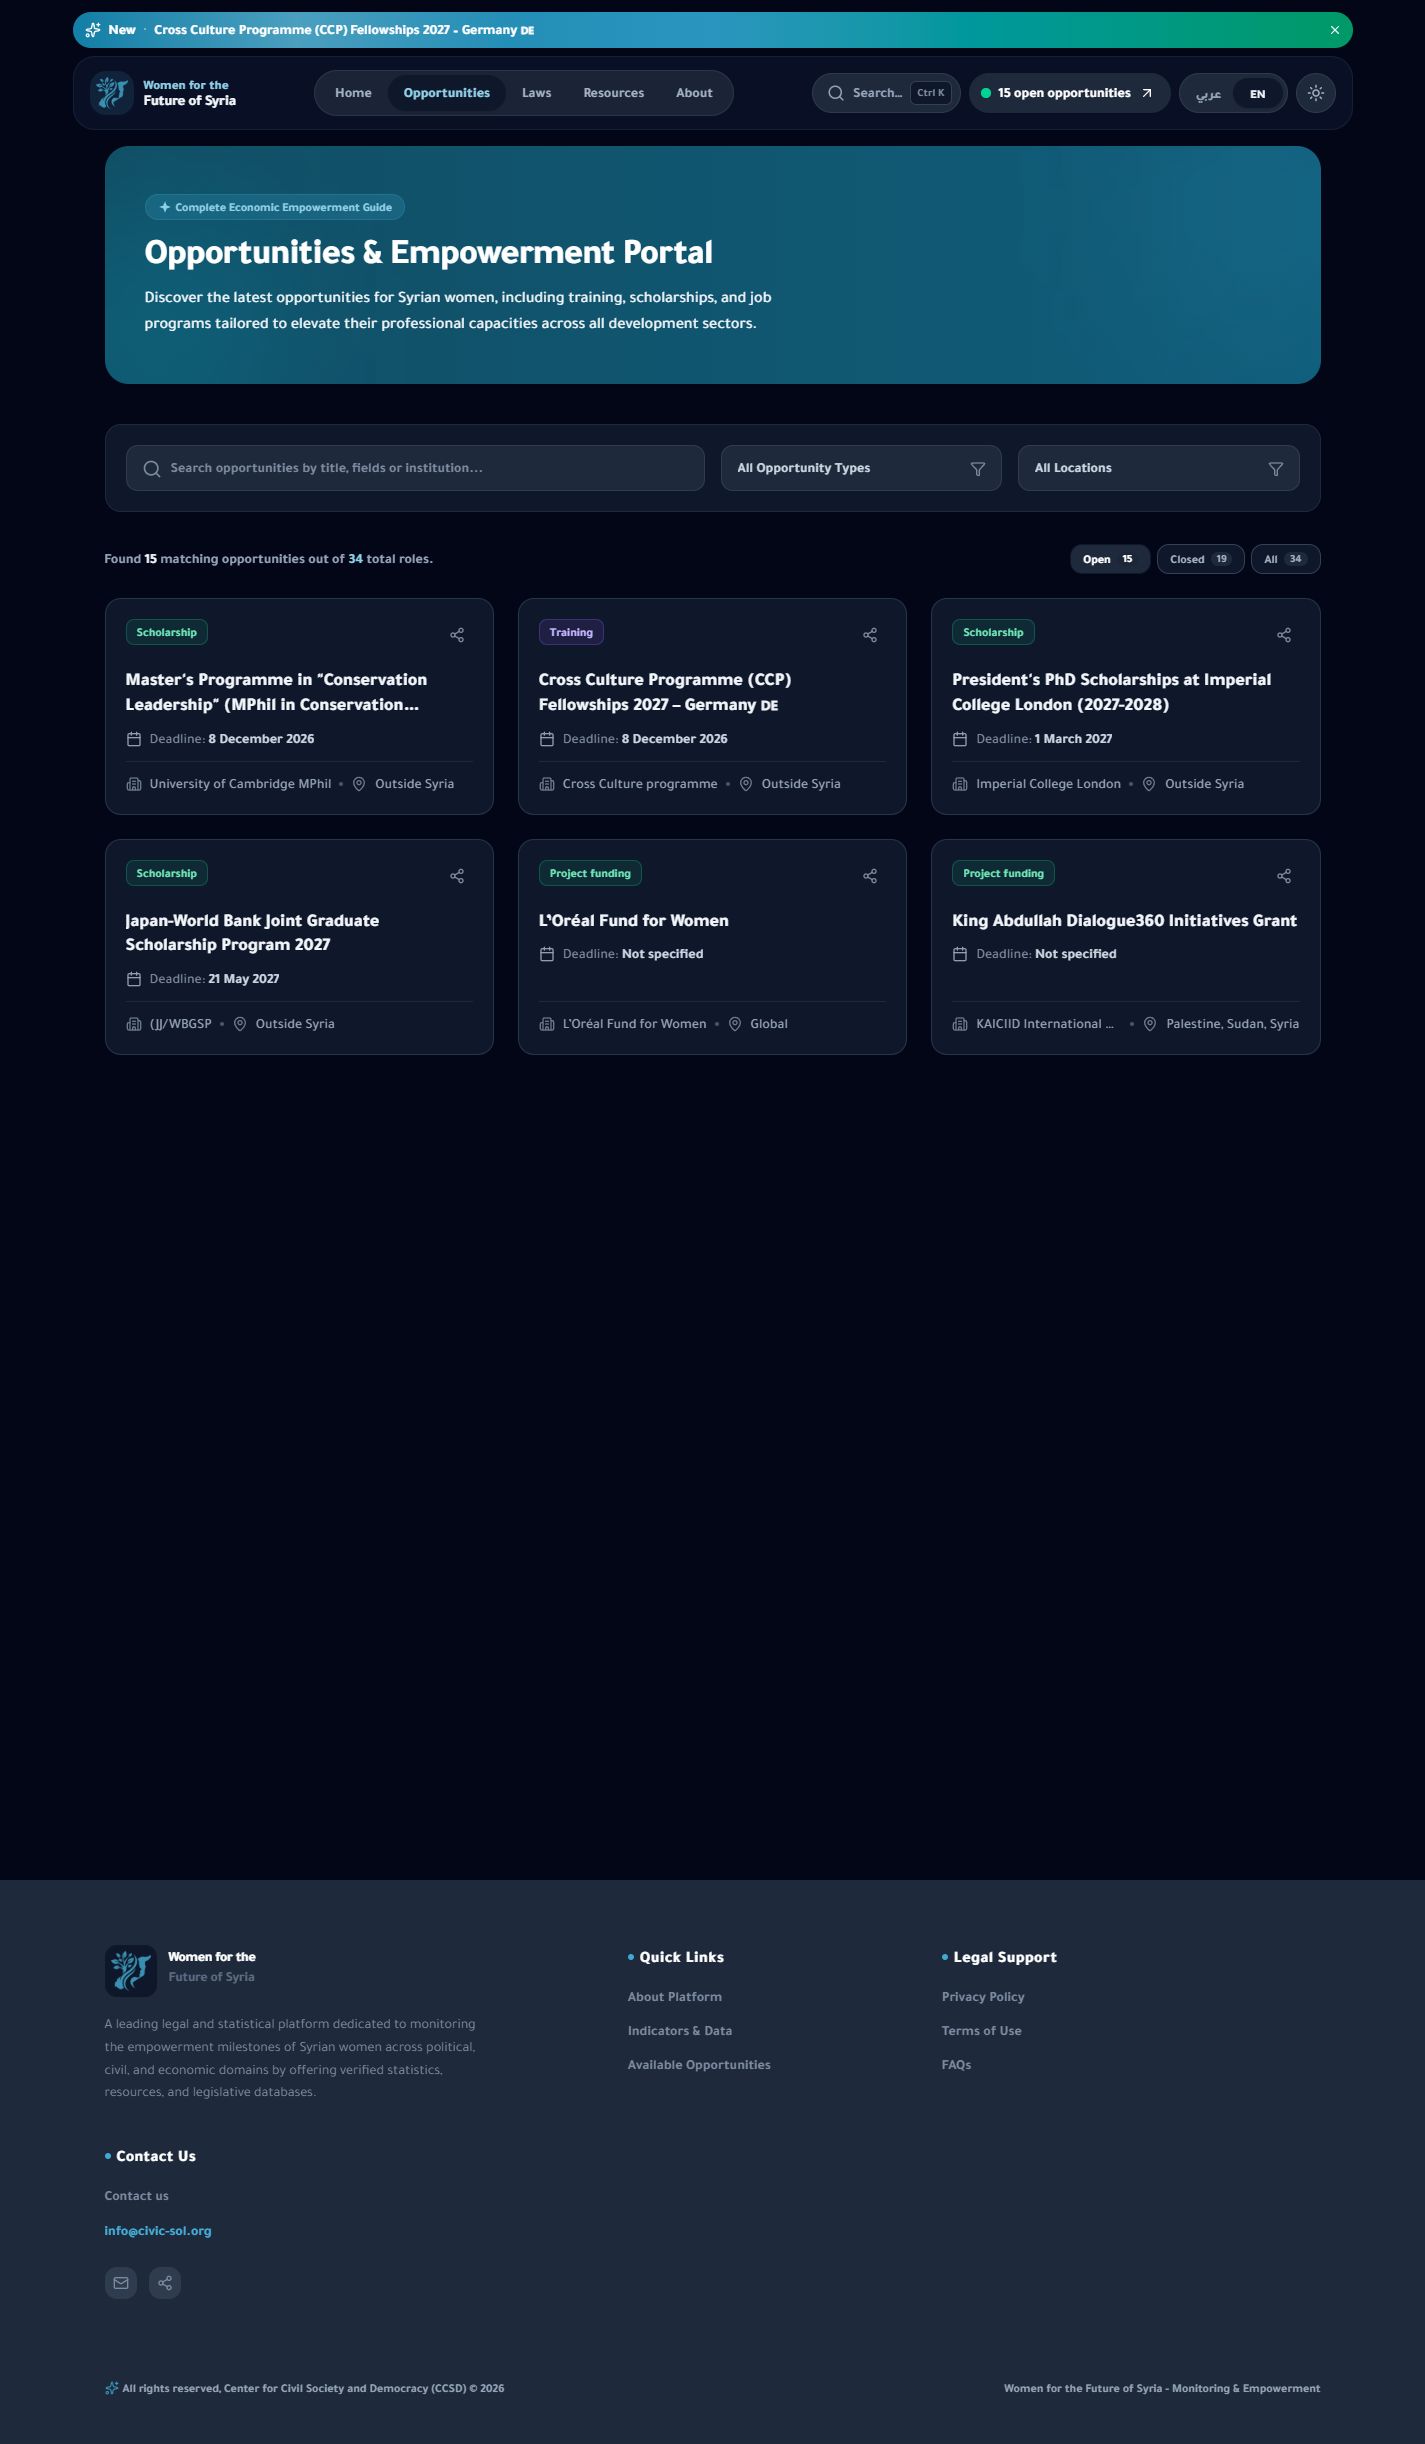 New · Cross Culture Programme (CCP) Fellowships 2027 - Germany DE
Women for the
Future of Syria
Home
Opportunities
Laws
Resources
About
Search...
Ctrl K
15 open opportunities
عربي
EN
Complete Economic Empowerment Guide
Opportunities & Empowerment Portal
Discover the latest opportunities for Syrian women, including training, scholarships, and job
programs tailored to elevate their professional capacities across all development sectors.
Search opportunities by title, fields or institution...
All Opportunity Types
All Locations
Found 15 matching opportunities out of 34 total roles.
Open 15
Closed 19
All 34
Scholarship
Master's Programme in "Conservation
Leadership" (MPhil in Conservation...
Deadline: 8 December 2026
University of Cambridge MPhil • Outside Syria
Training
Cross Culture Programme (CCP)
Fellowships 2027 – Germany DE
Deadline: 8 December 2026
Cross Culture programme • Outside Syria
Scholarship
President's PhD Scholarships at Imperial
College London (2027-2028)
Deadline: 1 March 2027
Imperial College London • Outside Syria
Scholarship
Japan-World Bank Joint Graduate
Scholarship Program 2027
Deadline: 21 May 2027
(JJ/WBGSP • Outside Syria
Project funding
L'Oréal Fund for Women
Deadline: Not specified
L'Oréal Fund for Women • Global
Project funding
King Abdullah Dialogue360 Initiatives Grant
Deadline: Not specified
KAICIID International ... • Palestine, Sudan, Syria
Women for the
Future of Syria
A leading legal and statistical platform dedicated to monitoring
the empowerment milestones of Syrian women across political,
civil, and economic domains by offering verified statistics,
resources, and legislative databases.
Quick Links
About Platform
Indicators & Data
Available Opportunities
Legal Support
Privacy Policy
Terms of Use
FAQs
Contact Us
Contact us
info@civic-sol.org
All rights reserved, Center for Civil Society and Democracy (CCSD) © 2026
Women for the Future of Syria - Monitoring & Empowerment